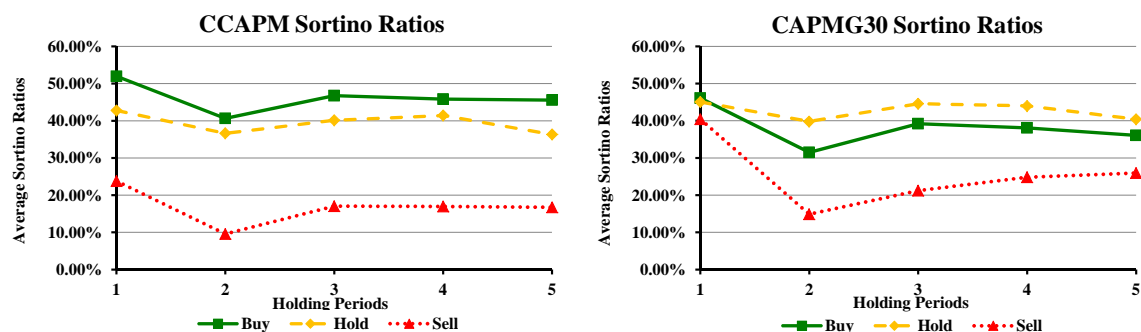 CCAPM Sortino Ratios
60.00%
50.00%
40.00%
30.00%
20.00%
10.00%
0.00%
Average Sortino Ratios
1 2 3 4 5
Holding Periods
Buy Hold Sell
CAPMG30 Sortino Ratios
60.00%
50.00%
40.00%
30.00%
20.00%
10.00%
0.00%
Average Sortino Ratios
1 2 3 4 5
Holding Periods
Buy Hold Sell